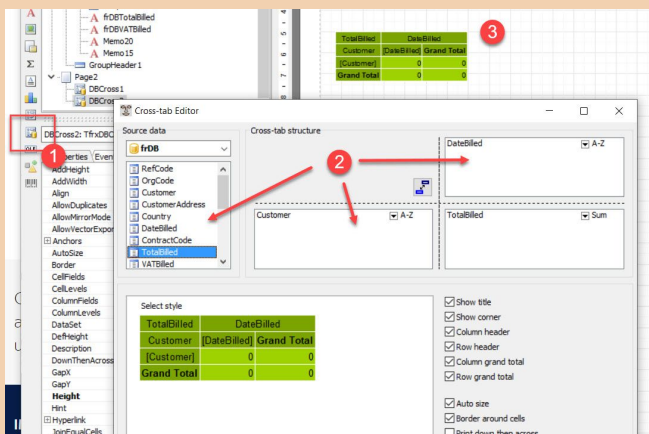 A frDBTotalBilled
A frDBVATBilled
A Memo20
A Memo15
GroupHeader1
Page2
DBCross1
DBCross2: TfrxDBC
1
Properties Even
AddHeight
AddWidth
Align
AllowDuplicates
AllowMirrorMode
AllowVectorExpor
Anchors
AutoSize
Border
CellFields
CellLevels
ColumnFields
ColumnLevels
DataSet
DefHeight
Description
DownThenAcross
GapX
GapY
Height
Hint
Hyperlink
JoinEqualCells
3
TotalBilled DateBilled
Customer [DateBilled] Grand Total
[Customer] 0 0
Grand Total 0 0
Cross-tab Editor
Source data
frDB
RefCode
OrgCode
Customer
CustomerAddress
Country
DateBilled
ContractCode
TotalBilled
VATBilled
Cross-tab structure
2
DateBilled A-Z
Customer A-Z
TotalBilled Sum
Select style
TotalBilled DateBilled
Customer [DateBilled] Grand Total
[Customer] 0 0
Grand Total 0 0
Show title
Show corner
Column header
Row header
Column grand total
Row grand total
Auto size
Border around cells
Print down then across